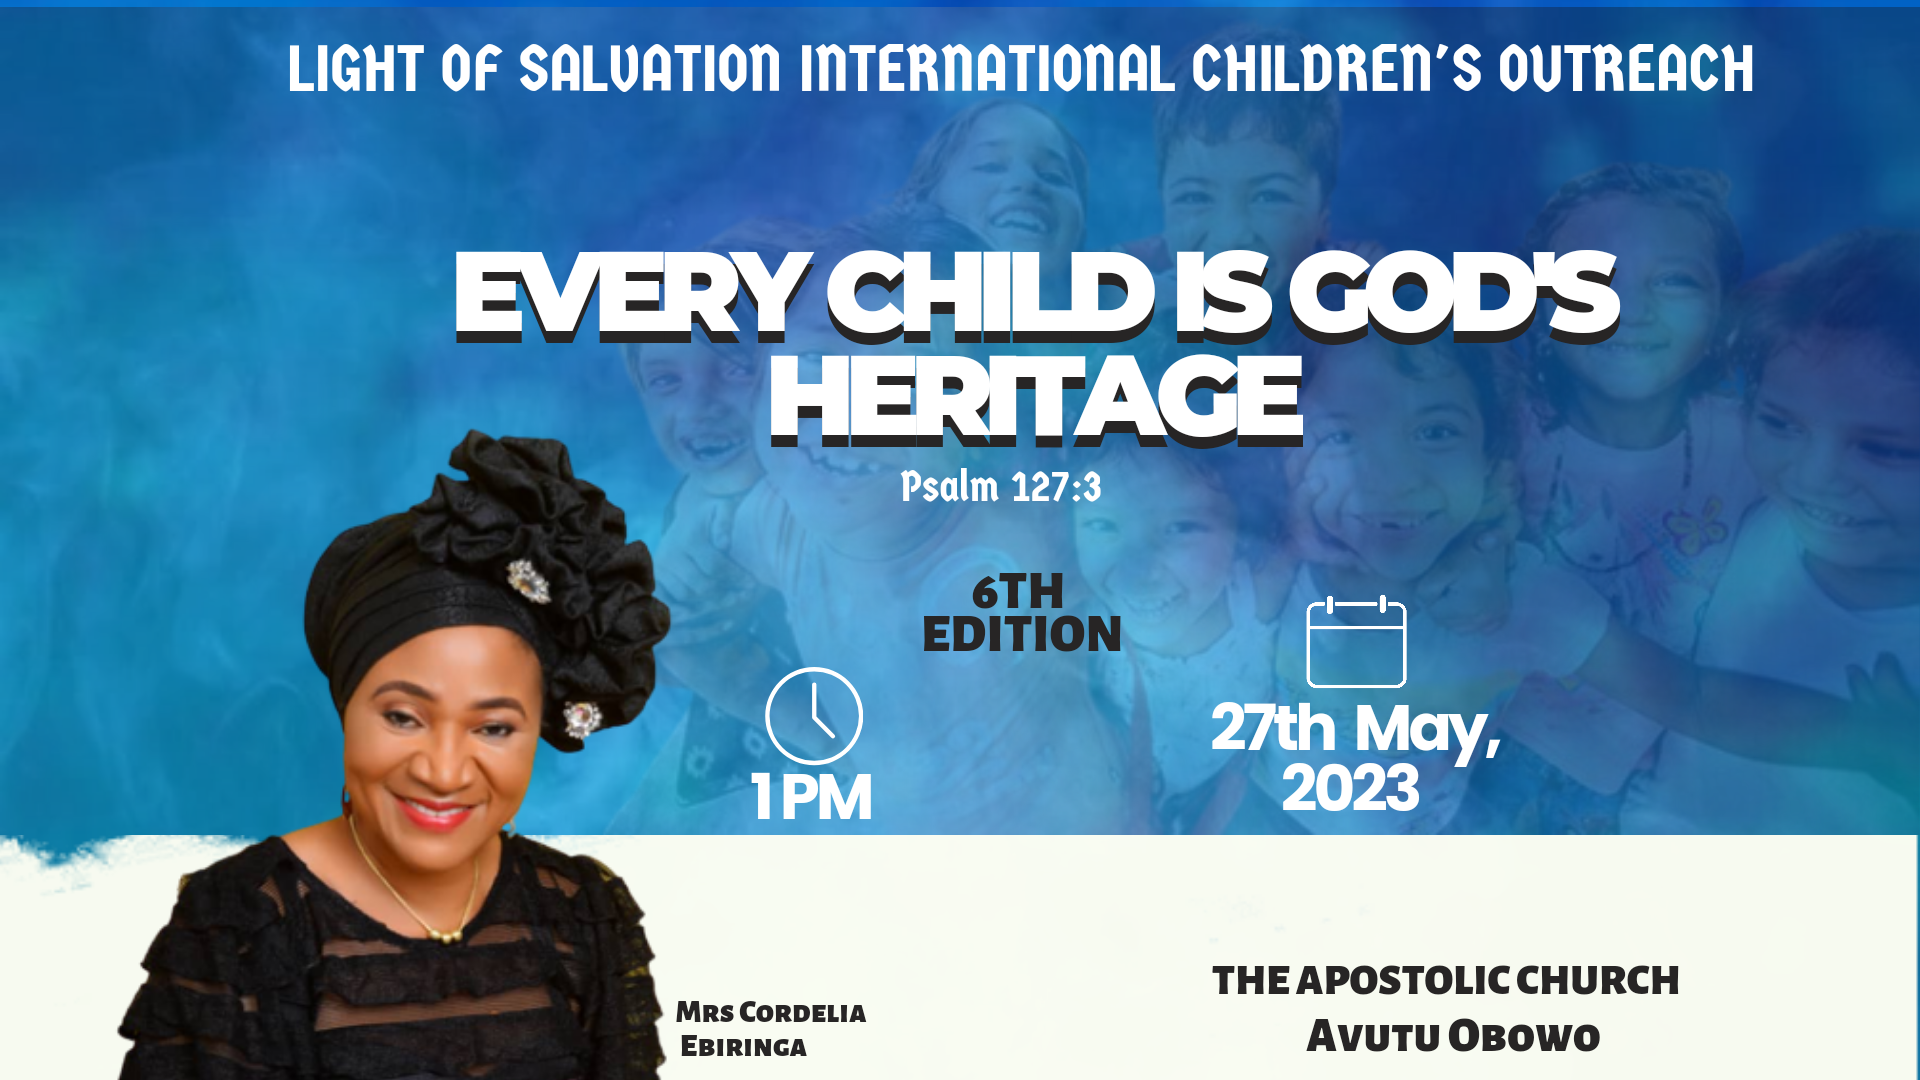 LIGHT OF SALVATION INTERNATIONAL CHILDREN'S OUTREACH
EVERY CHILD IS GOD'S
HERITAGE
Psalm 127:3
6TH
EDITION
1 PM
27th May,
2023
MRS CORDELIA
EBIRINGA
THE APOSTOLIC CHURCH
AVUTU OBOWO